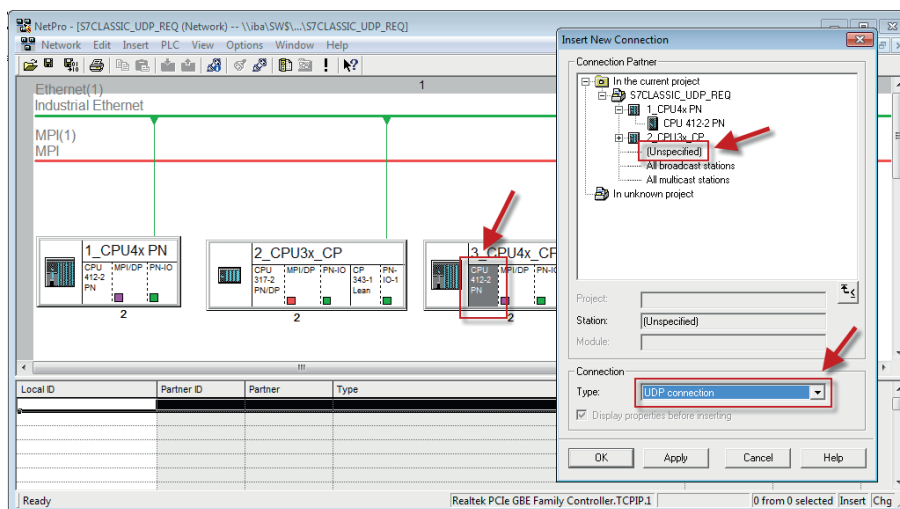 NetPro - [S7CLASSIC_UDP_REQ (Network) -- \\iba\SW$\...\S7CLASSIC_UDP_REQ]
Network Edit Insert PLC View Options Window Help
1
Ethernet(1)
Industrial Ethernet
MPI(1)
MPI
1_CPU4x PN
CPU 412-2 PN
MPI/DP
PN-IO
2
2_CPU3x_CP
CPU 317-2 PN/DP
MPI/DP
PN-IO
CP 343-1 Lean
PN-IO-1
2
3_CPU4x_CP
CPU 412-2 PN
MPI/DP
PN-IO
2
Local ID Partner ID Partner Type
Ready
Realtek PCIe GBE Family Controller.TCPIP.1
0 from 0 selected
Insert
Chg
Insert New Connection
Connection Partner
In the current project
S7CLASSIC_UDP_REQ
1_CPU4x PN
CPU 412-2 PN
2_CPU3x_CP
(Unspecified)
All broadcast stations
All multicast stations
In unknown project
Project:
Station: (Unspecified)
Module:
Connection
Type: UDP connection
Display properties before inserting
OK Apply Cancel Help